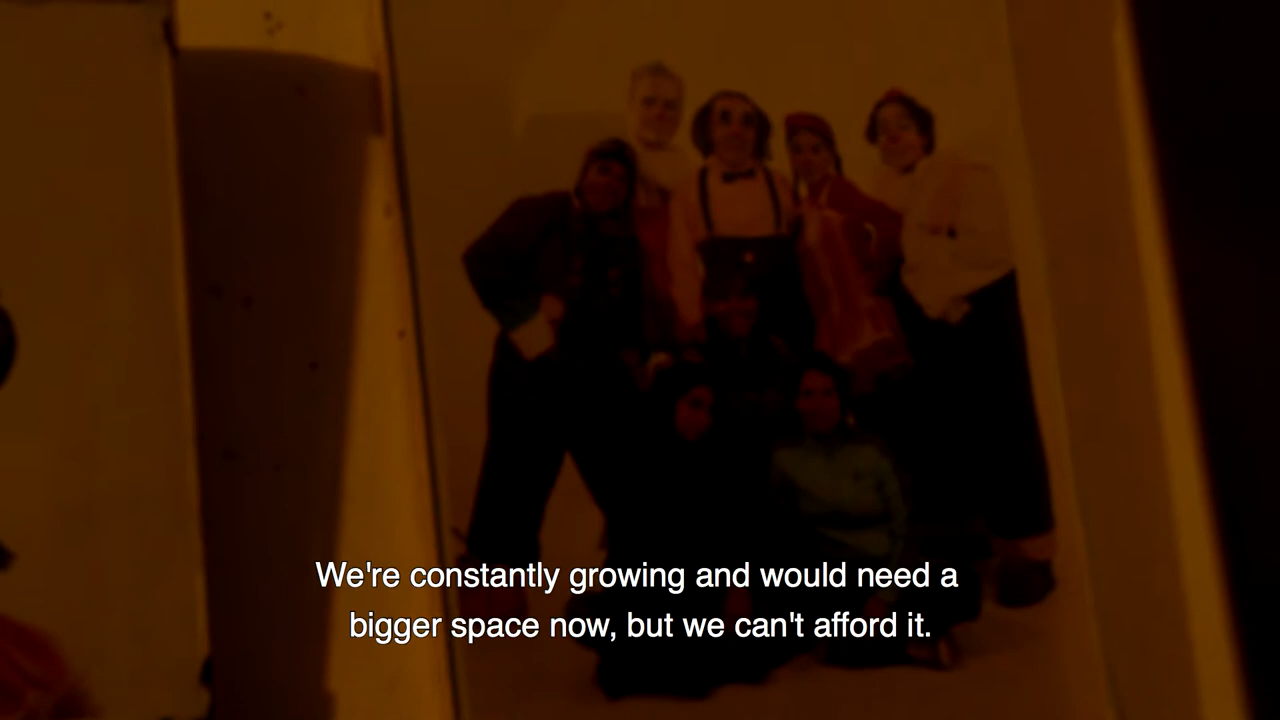 We're constantly growing and would need a
bigger space now, but we can't afford it.